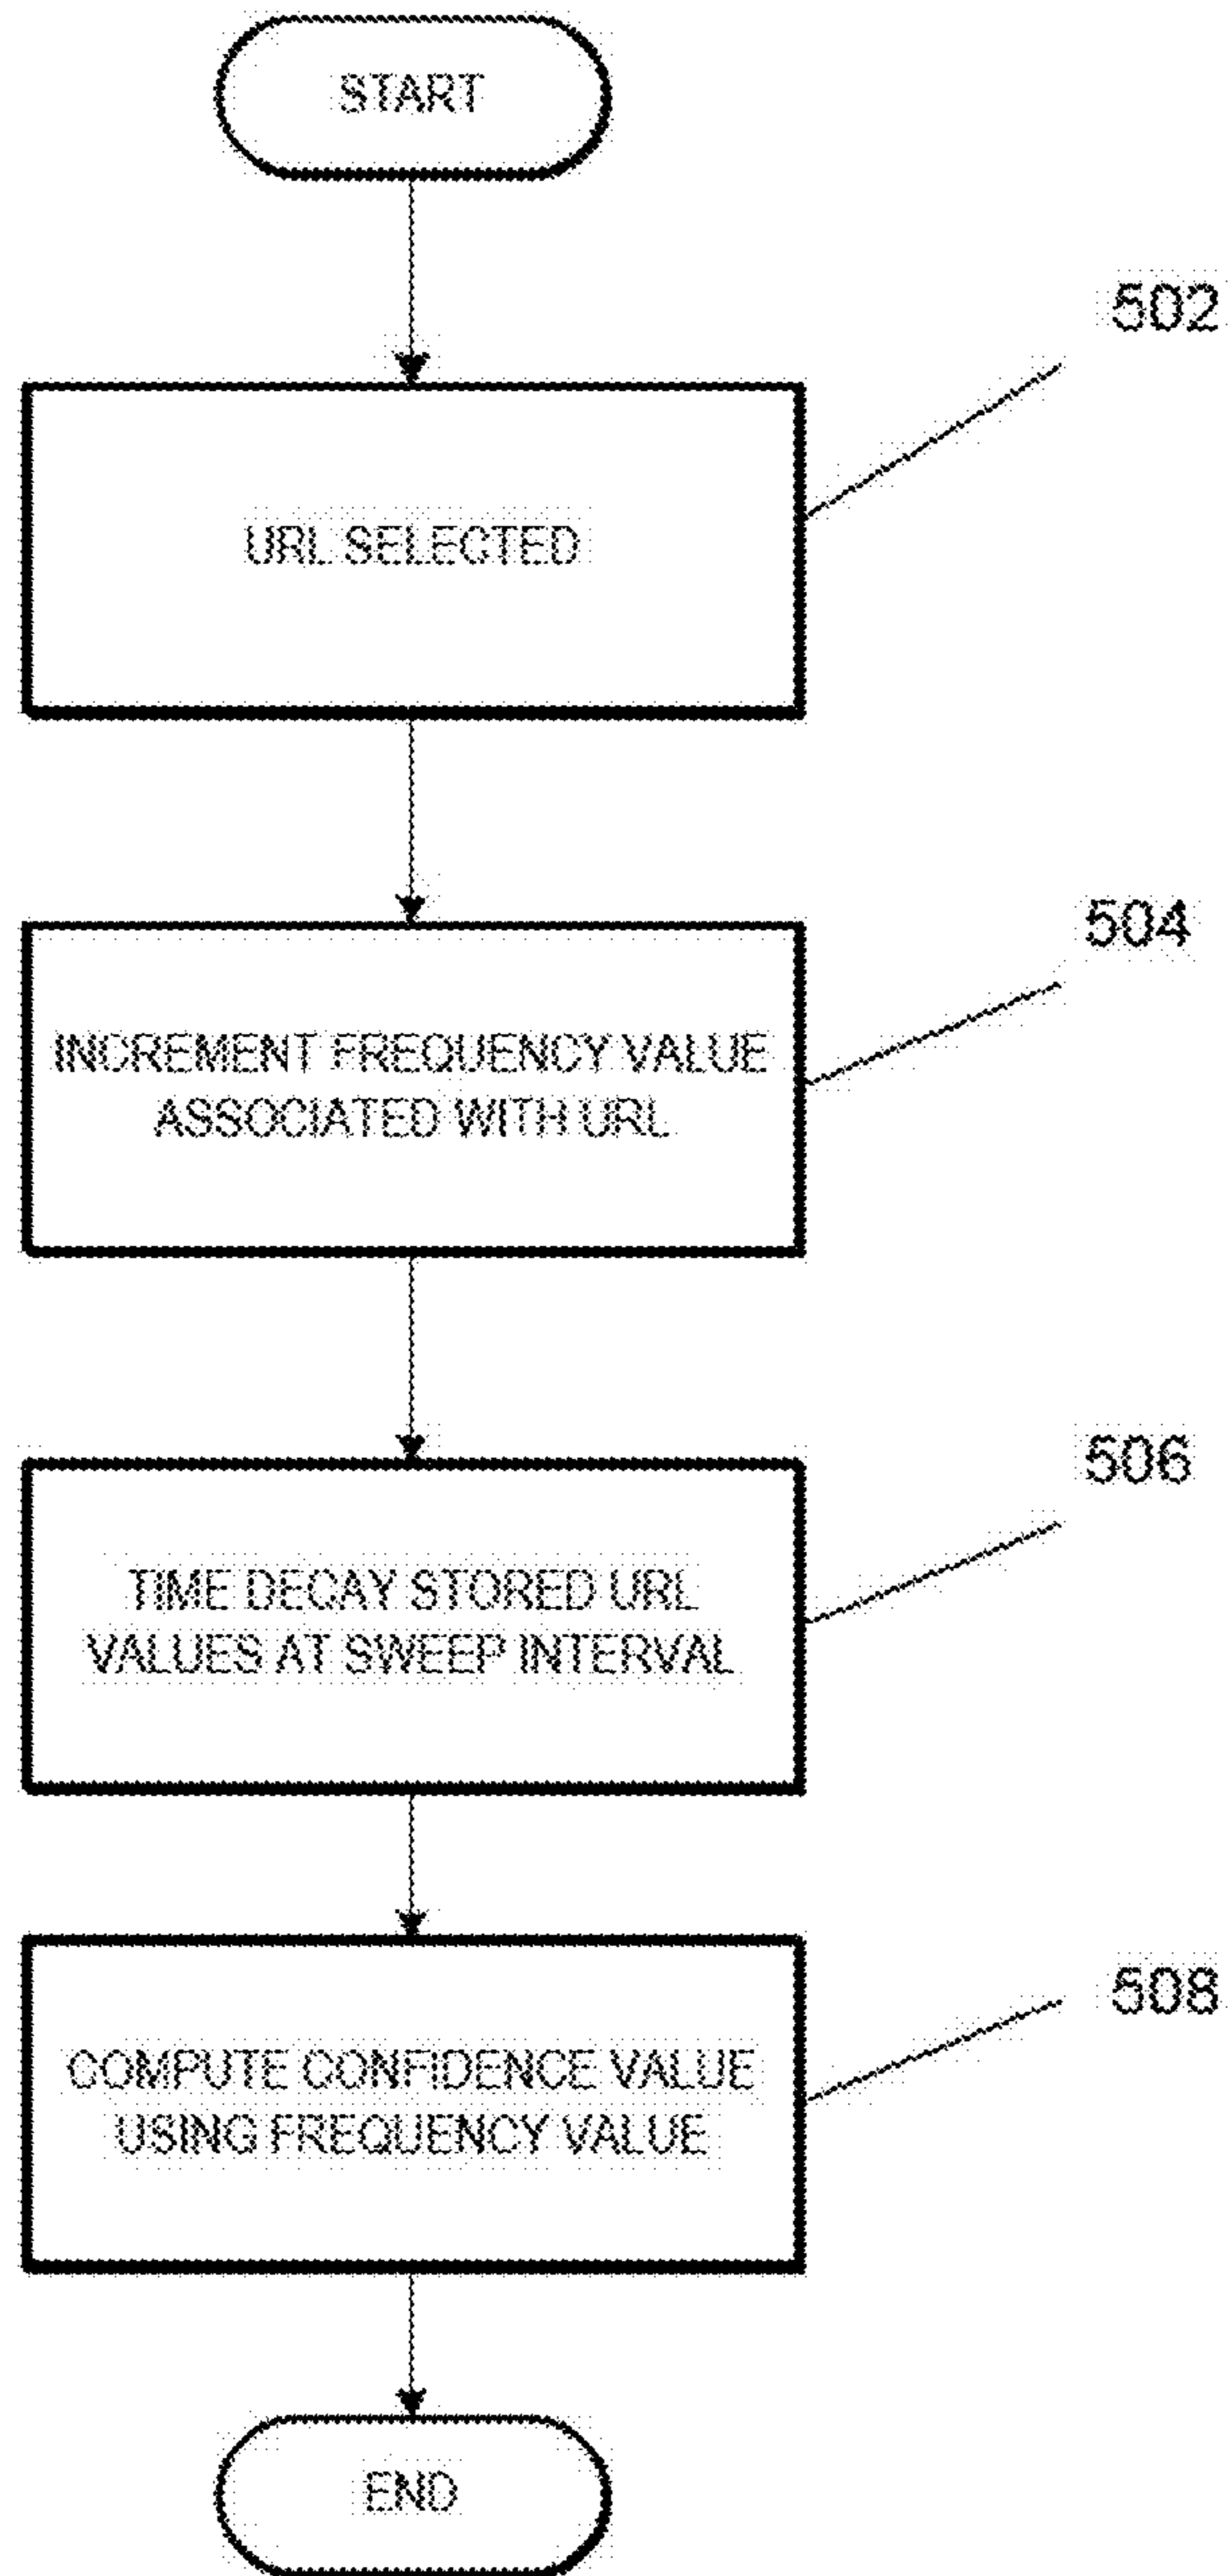 START
502
URL SELECTED
504
INCREMENT FREQUENCY VALUE
ASSOCIATED WITH URL
506
TIME DECAY STORED URL
VALUES AT SWEEP INTERVAL
508
COMPUTE CONFIDENCE VALUE
USING FREQUENCY VALUE
END